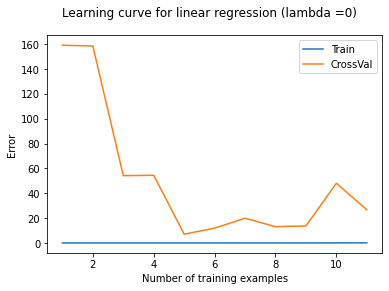 Learning curve for linear regression (lambda =0)
Train
CrossVal
160
140
120
100
80
60
40
20
0
Error
2
4
6
8
10
Number of training examples